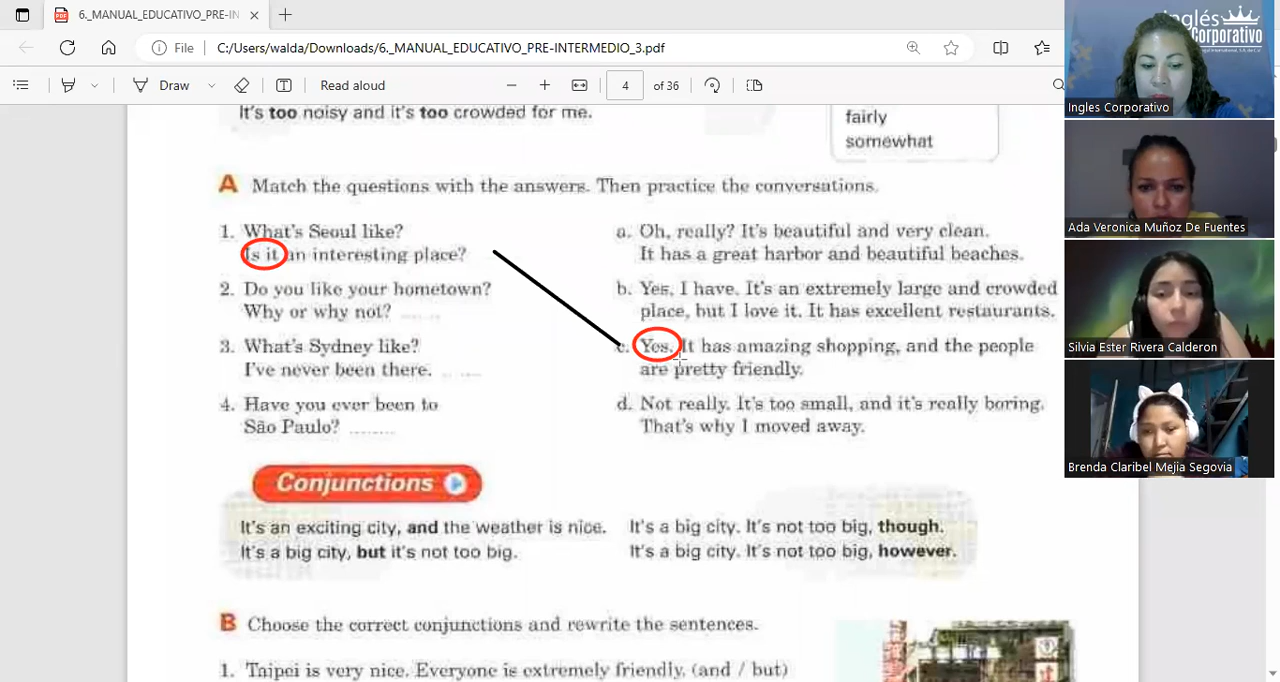 6._MANUAL_EDUCATIVO_PRE-IN
File
C:/Users/walda/Downloads/6._MANUAL_EDUCATIVO_PRE-INTERMEDIO_3.pdf
Draw
Read aloud
4
of 36
It's too noisy and it's too crowded for me.
fairly
somewhat
A Match the questions with the answers. Then practice the conversations.
1. What's Seoul like?
Is it an interesting place?
2. Do you like your hometown?
Why or why not? ........
3. What's Sydney like?
I've never been there. ........
4. Have you ever been to
São Paulo? ........
a. Oh, really? It's beautiful and very clean.
It has a great harbor and beautiful beaches.
b. Yes, I have. It's an extremely large and crowded
place, but I love it. It has excellent restaurants.
c. Yes. It has amazing shopping, and the people
are pretty friendly.
d. Not really. It's too small, and it's really boring.
That's why I moved away.
Conjunctions
It's an exciting city, and the weather is nice.
It's a big city, but it's not too big.
It's a big city. It's not too big, though.
It's a big city. It's not too big, however.
B Choose the correct conjunctions and rewrite the sentences.
1. Taipei is very nice. Everyone is extremely friendly. (and / but)
Inglés
Corporativo
Ingles Corporativo
Ada Veronica Muñoz De Fuentes
Silvia Ester Rivera Calderon
Brenda Claribel Mejia Segovia